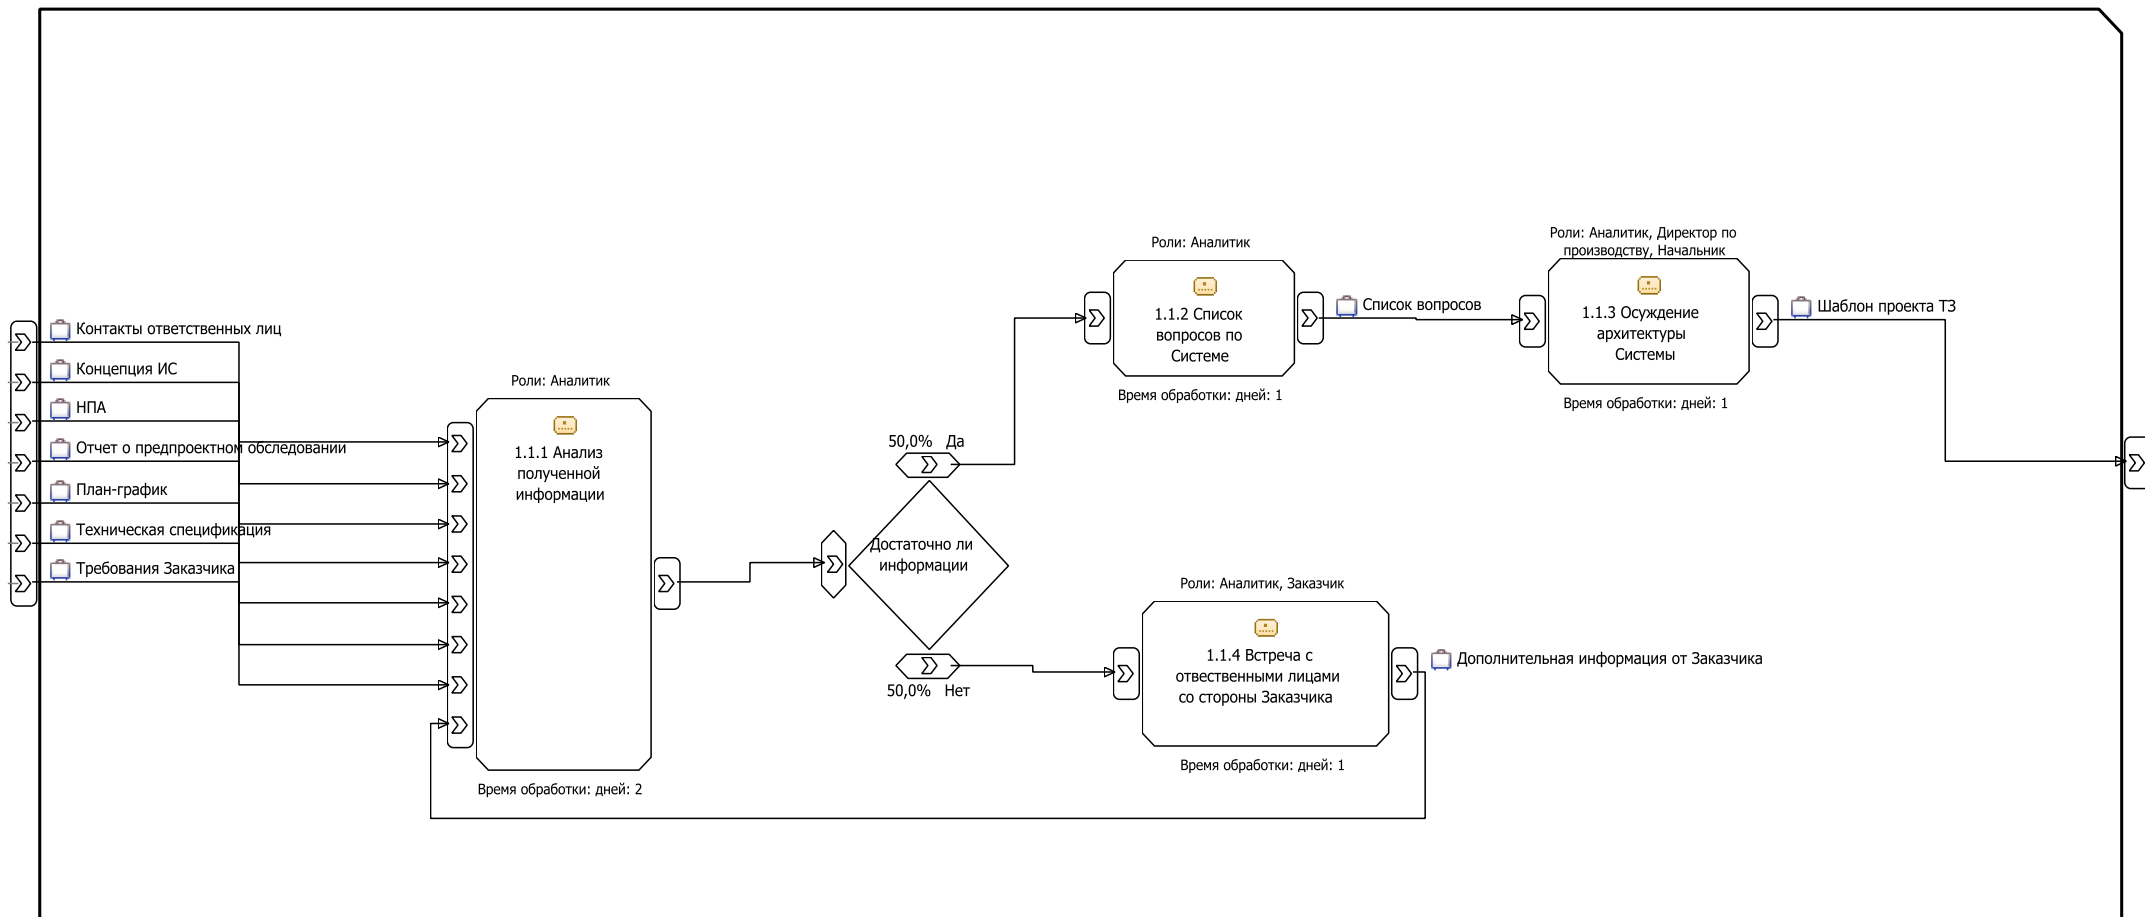 Контакты ответственных лиц
Концепция ИС
НПА
Отчет о предпроектном обследовании
План-график
Техническая спецификация
Требования Заказчика
Роли: Аналитик
1.1.1 Анализ
полученной
информации
Время обработки: дней: 2
50,0% Да
Достаточно ли
информации
50,0% Нет
Роли: Аналитик
1.1.2 Список
вопросов по
Системе
Время обработки: дней: 1
Список вопросов
Роли: Аналитик, Директор по
производству, Начальник
1.1.3 Осуждение
архитектуры
Системы
Время обработки: дней: 1
Шаблон проекта ТЗ
Роли: Аналитик, Заказчик
1.1.4 Встреча с
отвественными лицами
со стороны Заказчика
Время обработки: дней: 1
Дополнительная информация от Заказчика